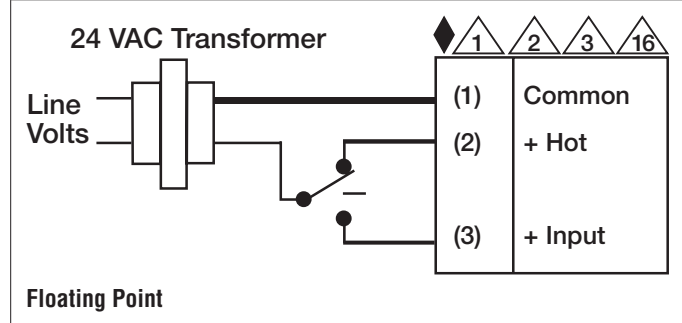 24 VAC Transformer
1 2 3 16
Line
Volts
(1) Common
(2) + Hot
(3) + Input
Floating Point